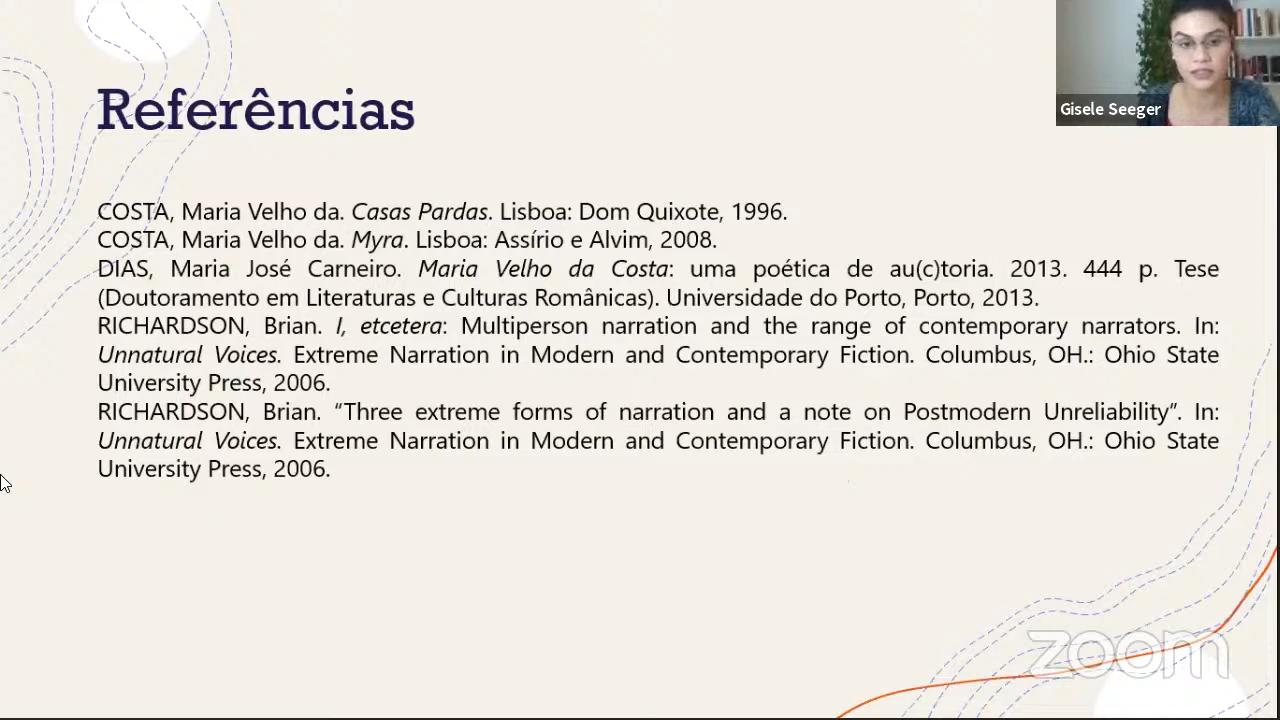 Referências
Gisele Seeger
COSTA, Maria Velho da. Casas Pardas. Lisboa: Dom Quixote, 1996.
COSTA, Maria Velho da. Myra. Lisboa: Assírio e Alvim, 2008.
DIAS, Maria José Carneiro. Maria Velho da Costa: uma poética de au(c)toria. 2013. 444 p. Tese
(Doutoramento em Literaturas e Culturas Românicas). Universidade do Porto, Porto, 2013.
RICHARDSON, Brian. I, etcetera: Multiperson narration and the range of contemporary narrators. In:
Unnatural Voices. Extreme Narration in Modern and Contemporary Fiction. Columbus, OH.: Ohio State
University Press, 2006.
RICHARDSON, Brian. “Three extreme forms of narration and a note on Postmodern Unreliability”. In:
Unnatural Voices. Extreme Narration in Modern and Contemporary Fiction. Columbus, OH.: Ohio State
University Press, 2006.
zoom